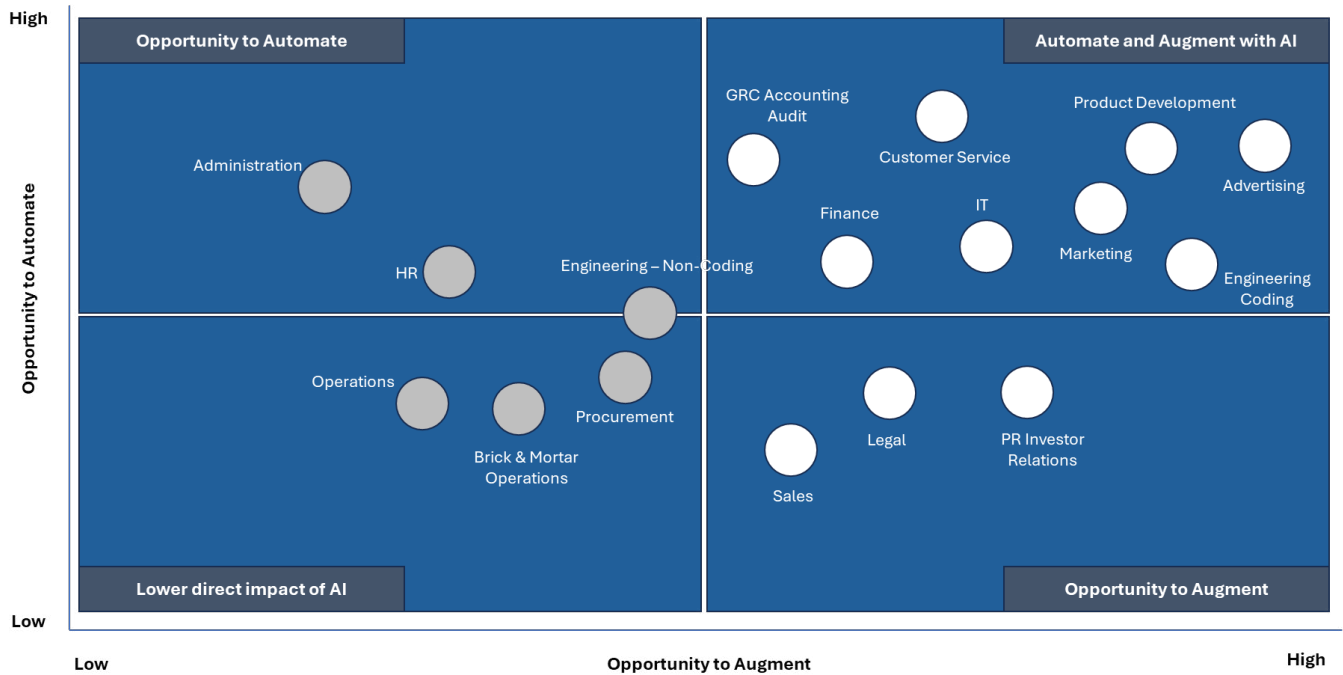 High
Opportunity to Automate
Automate and Augment with AI
GRC Accounting
Audit
Product Development
Customer Service
Administration
Advertising
Opportunity to Automate
Finance
IT
Marketing
HR
Engineering – Non-Coding
Engineering
Coding
Operations
Procurement
Brick & Mortar
Operations
Legal
PR Investor
Relations
Sales
Lower direct impact of AI
Opportunity to Augment
Low
Low
Opportunity to Augment
High